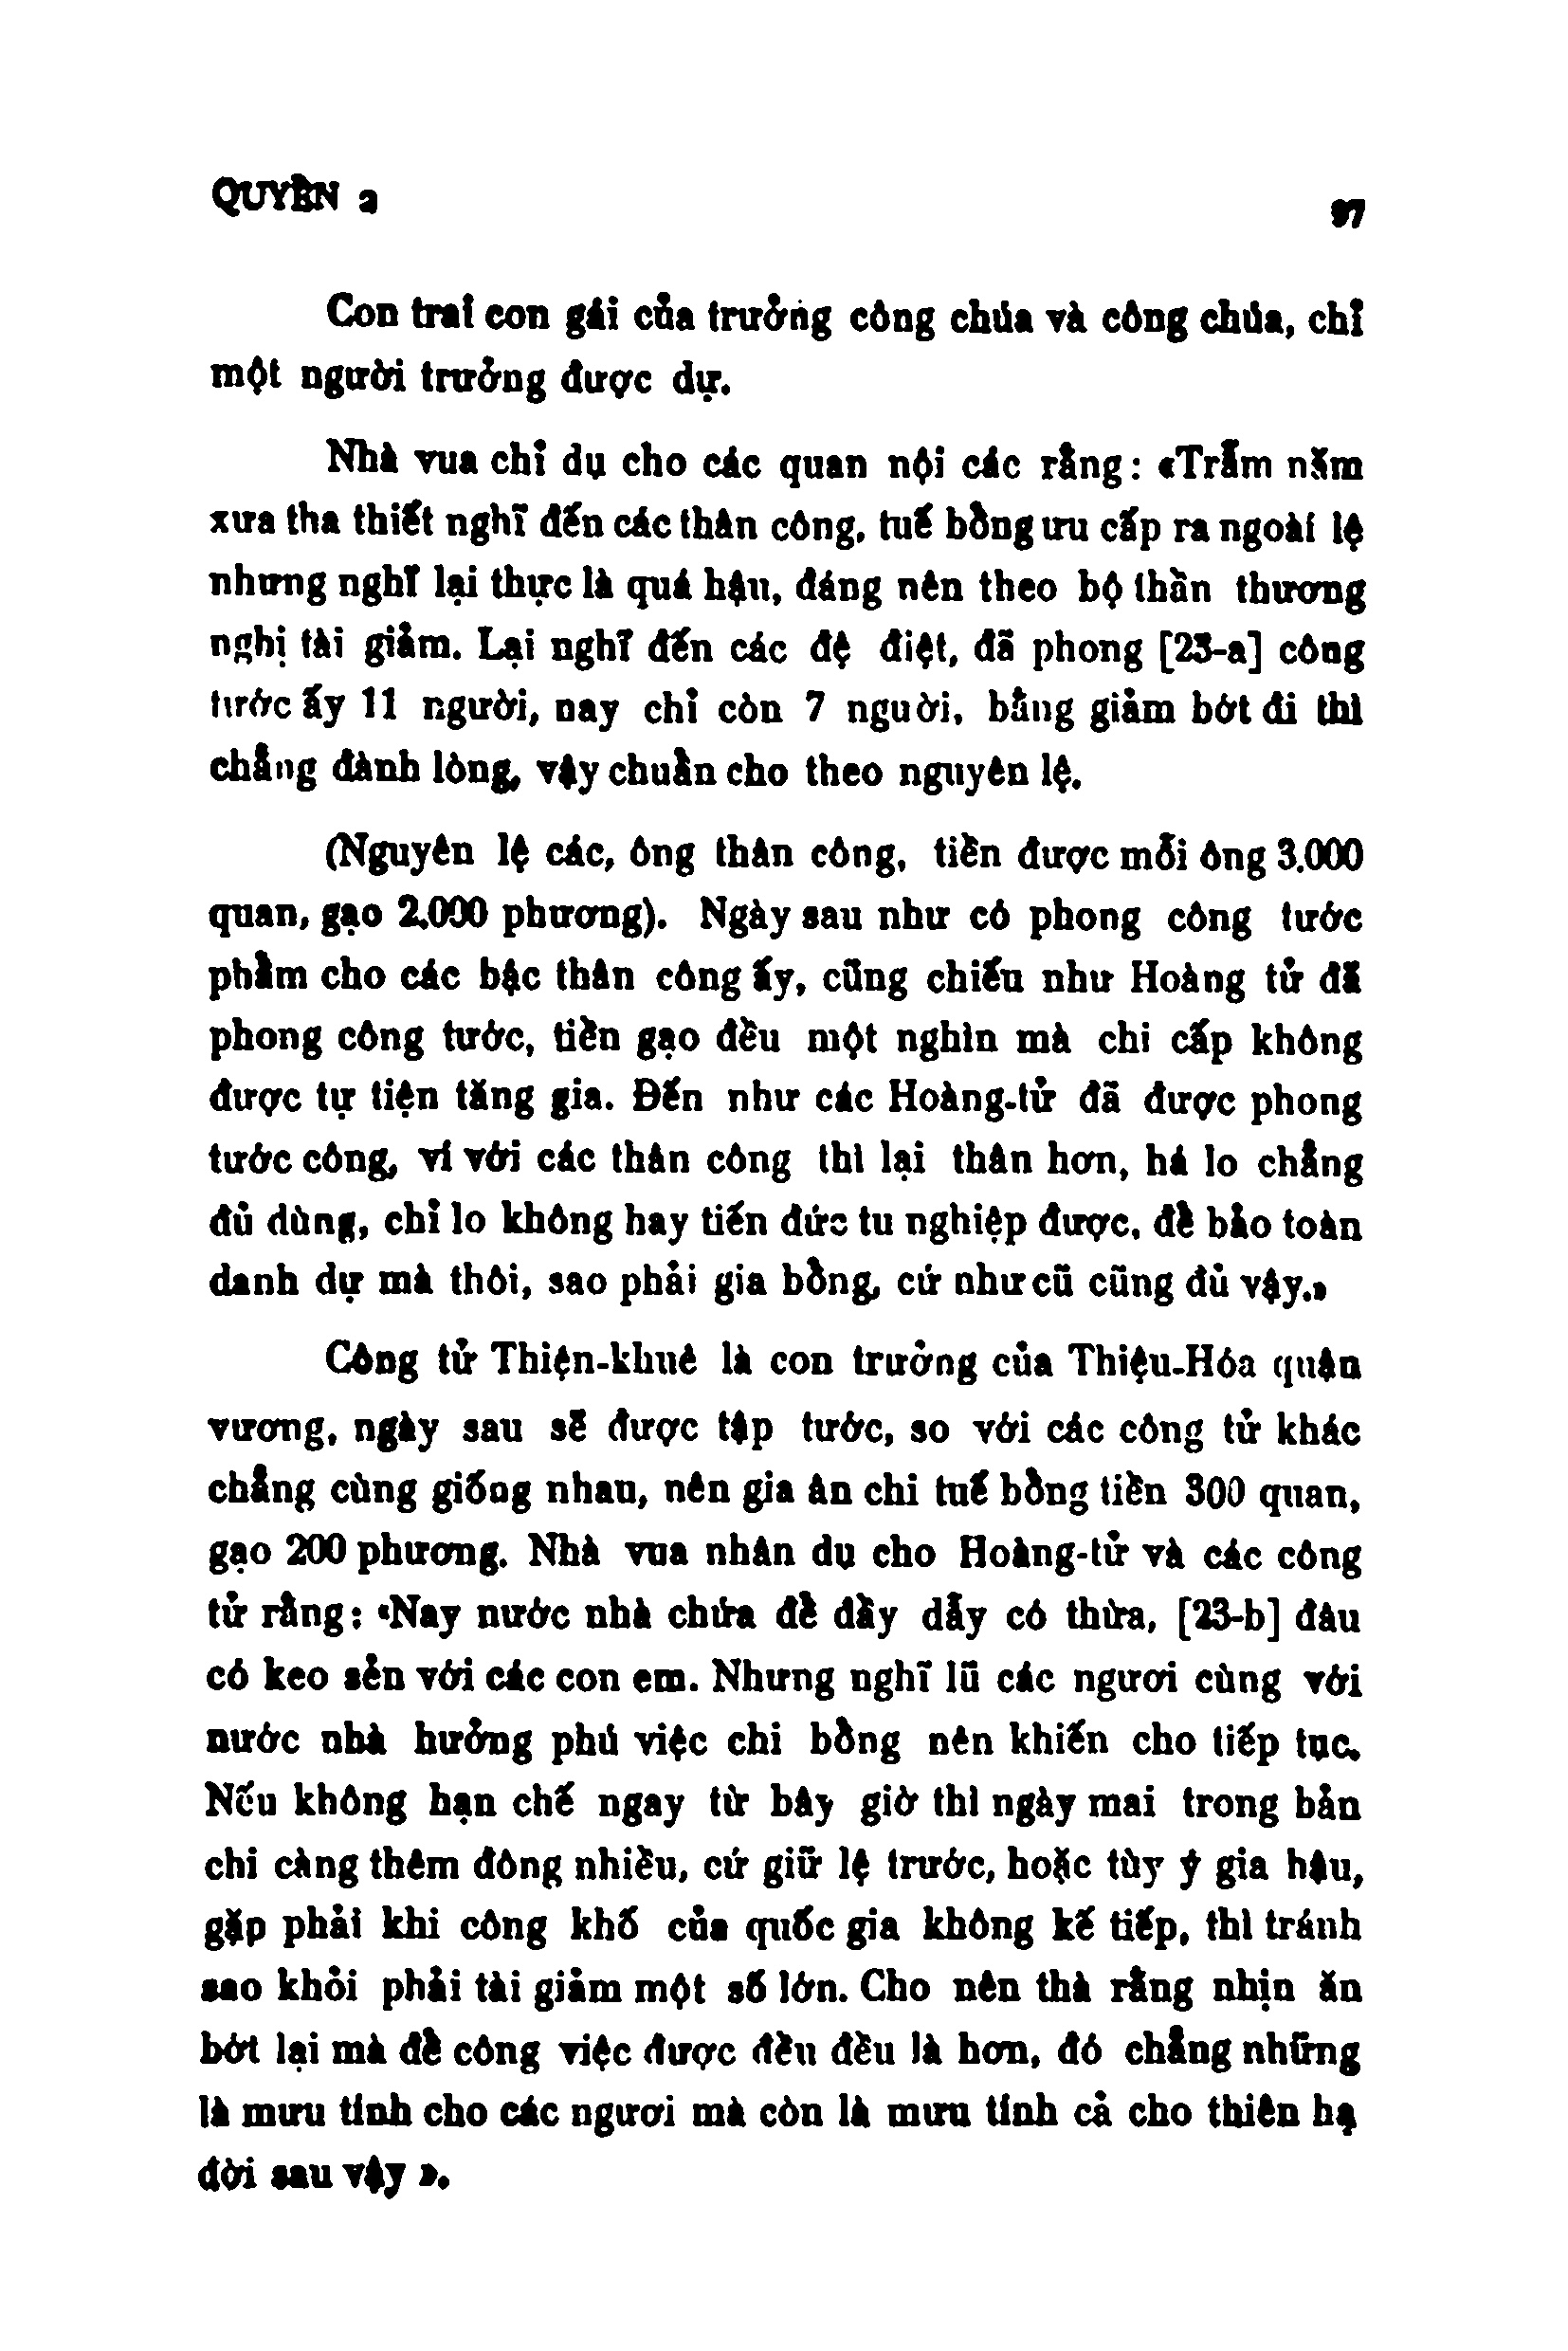 QUYỀN 2
97
Con trai con gái của trưởng công chúa và công chúa, chỉ
một người trưởng được dự.
Nhà vua chỉ dụ cho các quan nội các rằng: «Trẫm năm
xưa tha thiết nghĩ đến các thân công, tuế bổng ưu cấp ra ngoài lệ
nhưng nghĩ lại thực là quá hậu, đáng nên theo bộ thần thương
nghị tài giảm. Lại nghĩ đến các đệ điệt, đã phong [23-a] công
tước ấy 11 người, nay chỉ còn 7 người, bằng giảm bớt đi thì
chẳng đành lòng, vậy chuẩn cho theo nguyên lệ.
(Nguyên lệ các, ông thân công, tiền được mỗi ông 3.000
quan, gạo 2.000 phương). Ngày sau như có phong công tước
phẩm cho các bậc thân công ấy, cũng chiếu như Hoàng tử đã
phong công tước, tiền gạo đều một nghìn mà chi cấp không
được tự tiện tăng gia. Đến như các Hoàng-tử đã được phong
tước công, ví với các thân công thì lại thân hơn, há lo chẳng
đủ dùng, chỉ lo không hay tiến đức tu nghiệp được, để bảo toàn
danh dự mà thôi, sao phải gia bổng, cứ như cũ cũng đủ vậy.»
Công tử Thiện-khuê là con trưởng của Thiệu-Hóa quận
vương, ngày sau sẽ được tập tước, so với các công tử khác
chẳng cùng giống nhau, nên gia ân chi tuế bổng tiền 300 quan,
gạo 200 phương. Nhà vua nhân dụ cho Hoàng-tử và các công
tử rằng: «Nay nước nhà chứa để đầy dẫy có thừa, [23-b] đâu
có keo sẻn với các con em. Nhưng nghĩ lũ các ngươi cùng với
nước nhà hưởng phú việc chi bổng nên khiến cho tiếp tục.
Nếu không hạn chế ngay từ bây giờ thì ngày mai trong bản
chi càng thêm đông nhiều, cứ giữ lệ trước, hoặc tùy ý gia hậu,
gặp phải khi công khố của quốc gia không kế tiếp, thì tránh
sao khỏi phải tài giảm một số lớn. Cho nên thà rằng nhịn ăn
bớt lại mà để công việc được đều đều là hơn, đó chẳng những
là mưu tính cho các ngươi mà còn là mưu tính cả cho thiên hạ
đời sau vậy ».